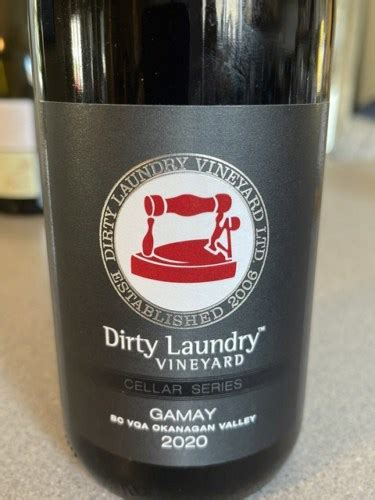 DIRTY LAUNDRY VINEYARD LTD.
ESTABLISHED 2006
Dirty Laundry™
VINEYARD
CELLAR SERIES
GAMAY
BC VQA OKANAGAN VALLEY
2020